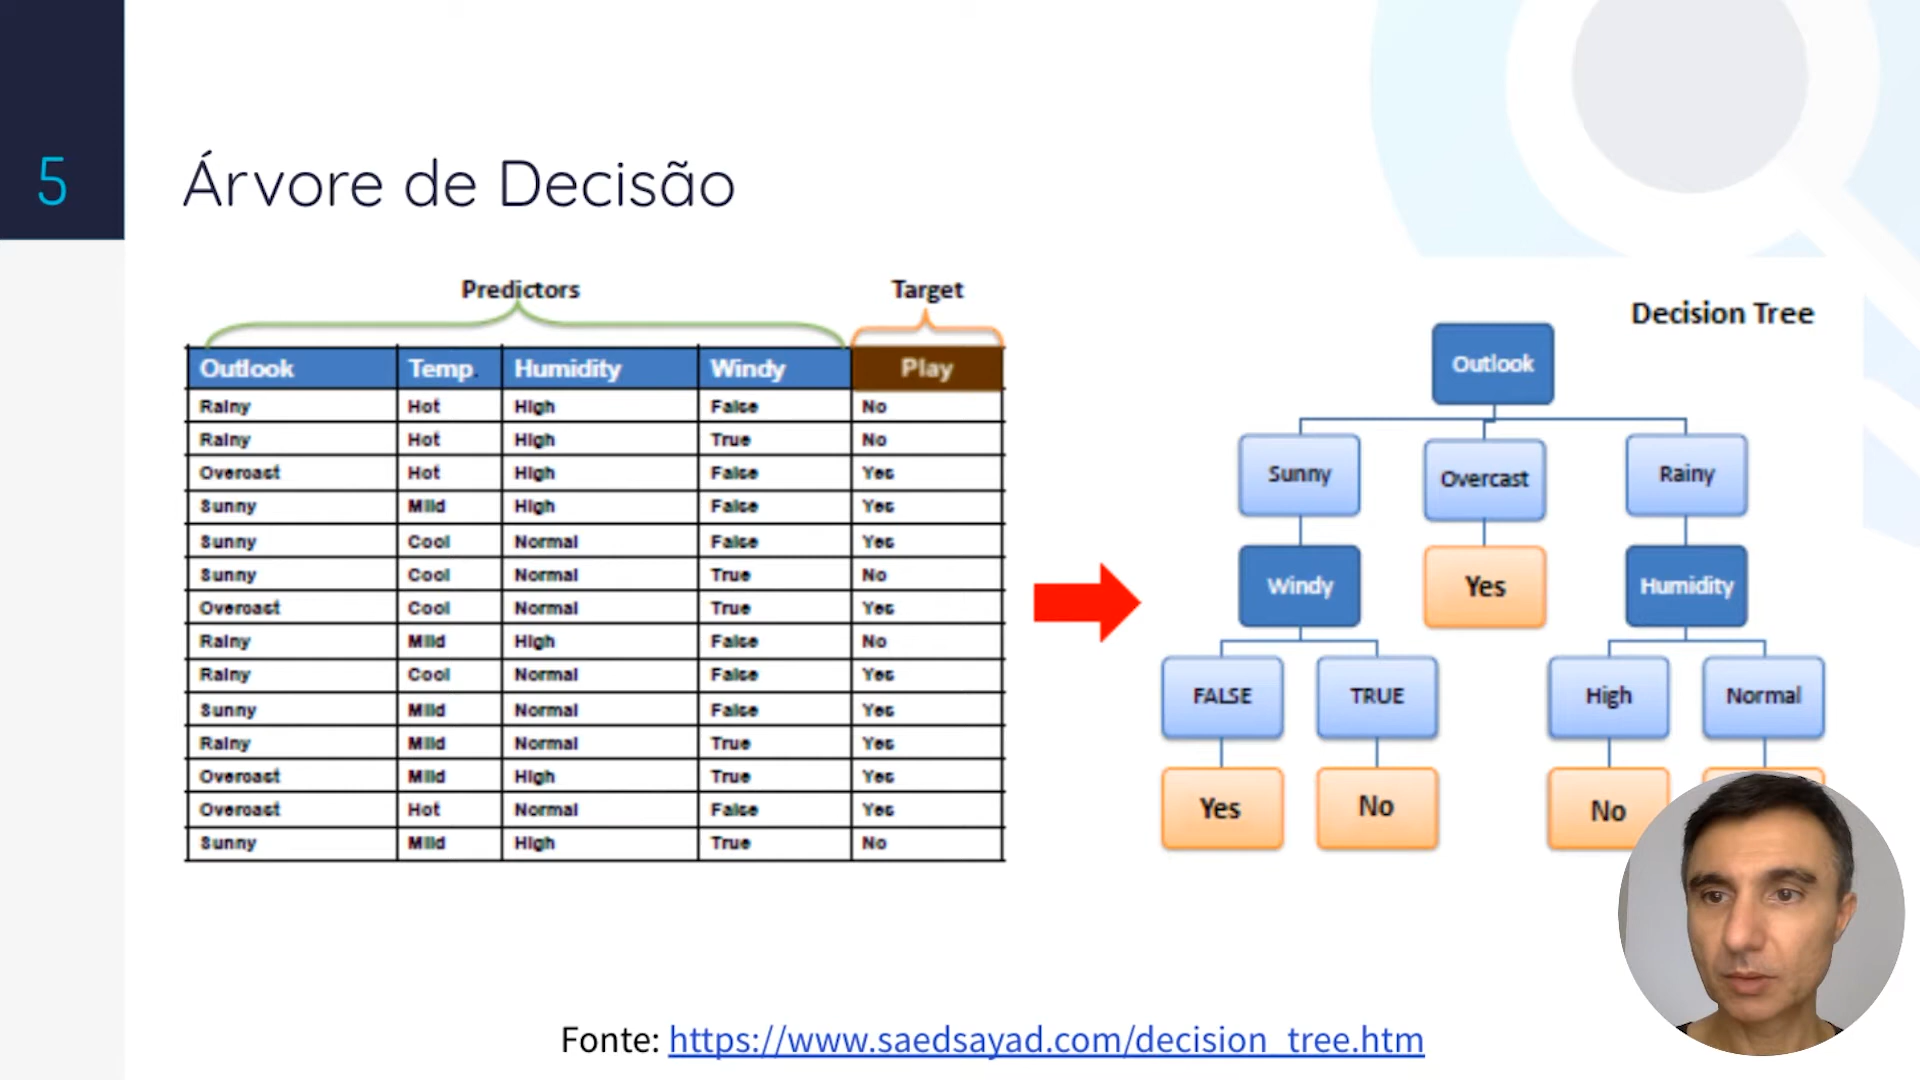 5
Árvore de Decisão
Predictors Target
Outlook Temp. Humidity Windy Play
Rainy Hot High False No
Rainy Hot High True No
Overcast Hot High False Yes
Sunny Mild High False Yes
Sunny Cool Normal False Yes
Sunny Cool Normal True No
Overcast Cool Normal True Yes
Rainy Mild High False No
Rainy Cool Normal False Yes
Sunny Mild Normal False Yes
Rainy Mild Normal True Yes
Overcast Mild High True Yes
Overcast Hot Normal False Yes
Sunny Mild High True No
Decision Tree
Outlook
Sunny Overcast Rainy
Windy Yes Humidity
FALSE TRUE High Normal
Yes No No
Fonte: https://www.saedsayad.com/decision_tree.htm